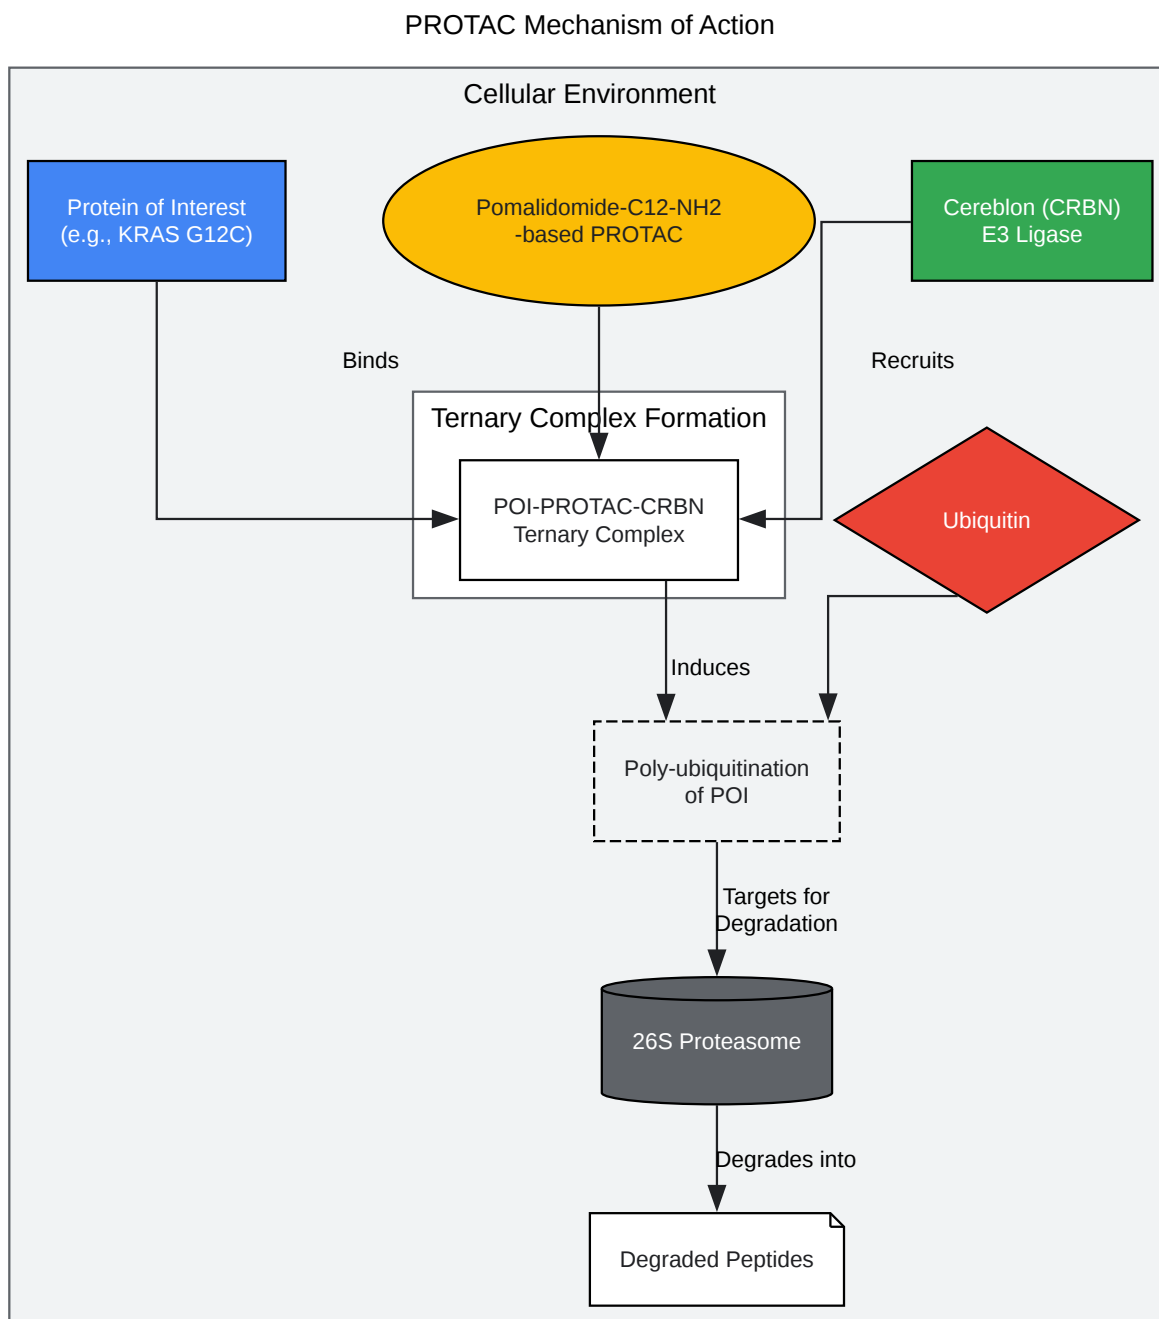 PROTAC Mechanism of Action
Cellular Environment
Protein of Interest
(e.g., KRAS G12C)
Pomalidomide-C12-NH2
-based PROTAC
Cereblon (CRBN)
E3 Ligase
Binds
Recruits
Ternary Complex Formation
POI-PROTAC-CRBN
Ternary Complex
Ubiquitin
Induces
Poly-ubiquitination
of POI
Targets for
Degradation
26S Proteasome
Degrades into
Degraded Peptides